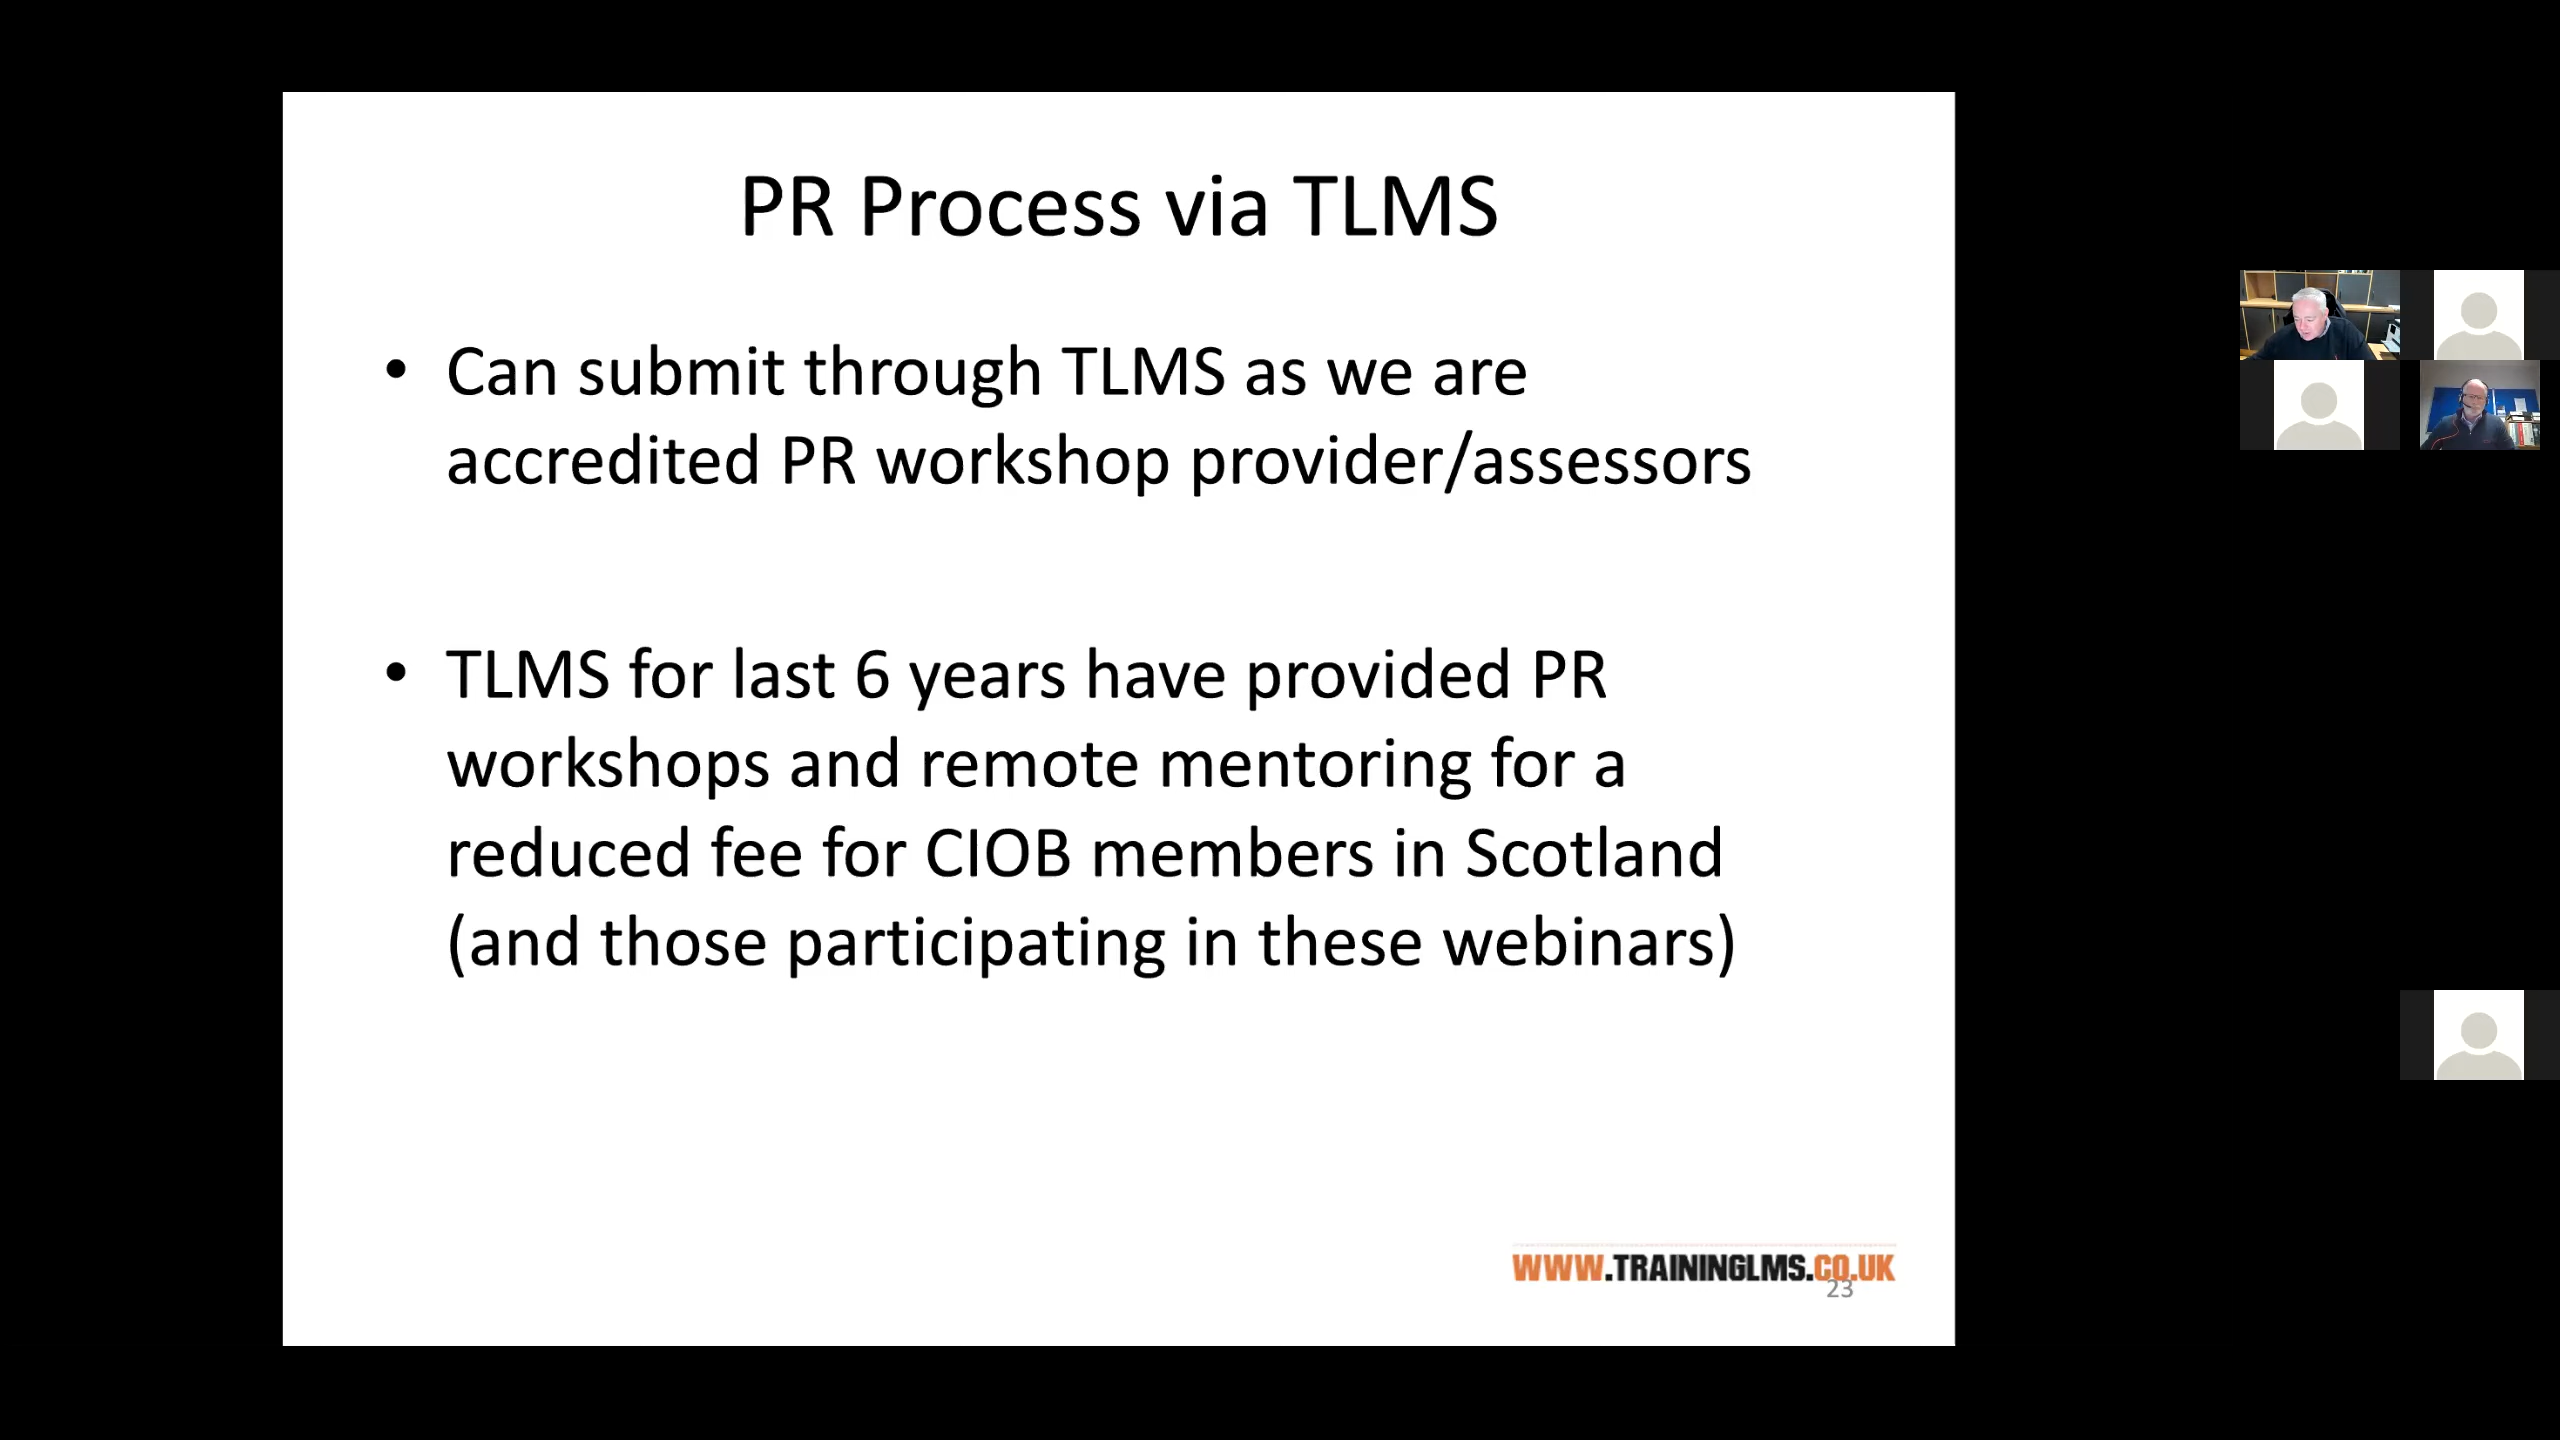 PR Process via TLMS
• Can submit through TLMS as we are
accredited PR workshop provider/assessors
• TLMS for last 6 years have provided PR
workshops and remote mentoring for a
reduced fee for CIOB members in Scotland
(and those participating in these webinars)
WWW.TRAININGLMS.CO.UK
23